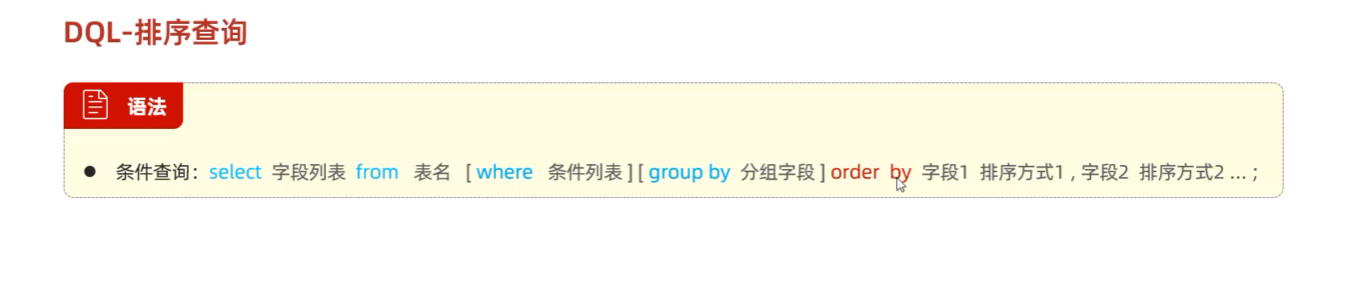 DQL-排序查询
语法
● 条件查询：select 字段列表 from 表名 [ where 条件列表 ] [ group by 分组字段 ] order by 字段1 排序方式1 , 字段2 排序方式2 ... ;